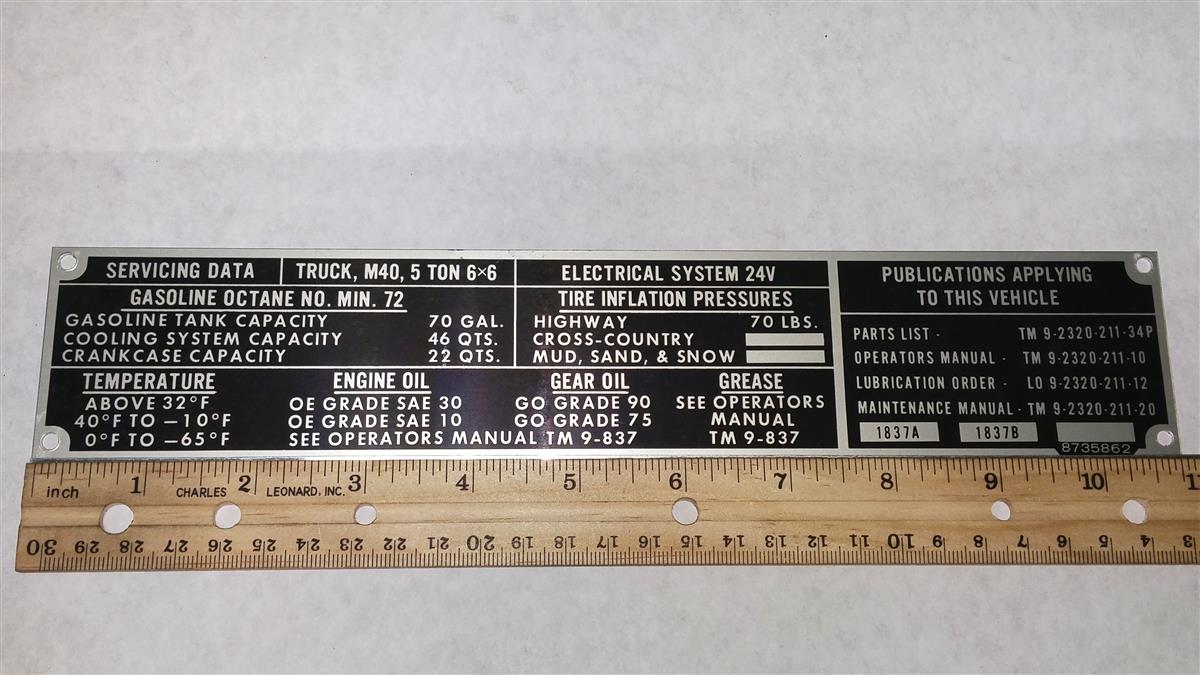 SERVICING DATA
TRUCK, M40, 5 TON 6×6
GASOLINE OCTANE NO. MIN. 72
GASOLINE TANK CAPACITY 70 GAL.
COOLING SYSTEM CAPACITY 46 QTS.
CRANKCASE CAPACITY 22 QTS.
ELECTRICAL SYSTEM 24V
TIRE INFLATION PRESSURES
HIGHWAY 70 LBS.
CROSS-COUNTRY
MUD, SAND, & SNOW
TEMPERATURE ENGINE OIL GEAR OIL GREASE
ABOVE 32°F OE GRADE SAE 30 GO GRADE 90 SEE OPERATORS
40°F TO −10°F OE GRADE SAE 10 GO GRADE 75 MANUAL
0°F TO −65°F SEE OPERATORS MANUAL TM 9-837 TM 9-837
PUBLICATIONS APPLYING
TO THIS VEHICLE
PARTS LIST - TM 9-2320-211-34P
OPERATORS MANUAL - TM 9-2320-211-10
LUBRICATION ORDER - LO 9-2320-211-12
MAINTENANCE MANUAL - TM 9-2320-211-20
1837A 1837B
8735862
inch 1 CHARLES 2 LEONARD, INC. 3 4 5 6 7 8 9 10 11
30 29 28 27 26 25 24 23 22 21 20 19 18 17 16 15 14 13 12 11 10 9 8 7 6 5 4 3